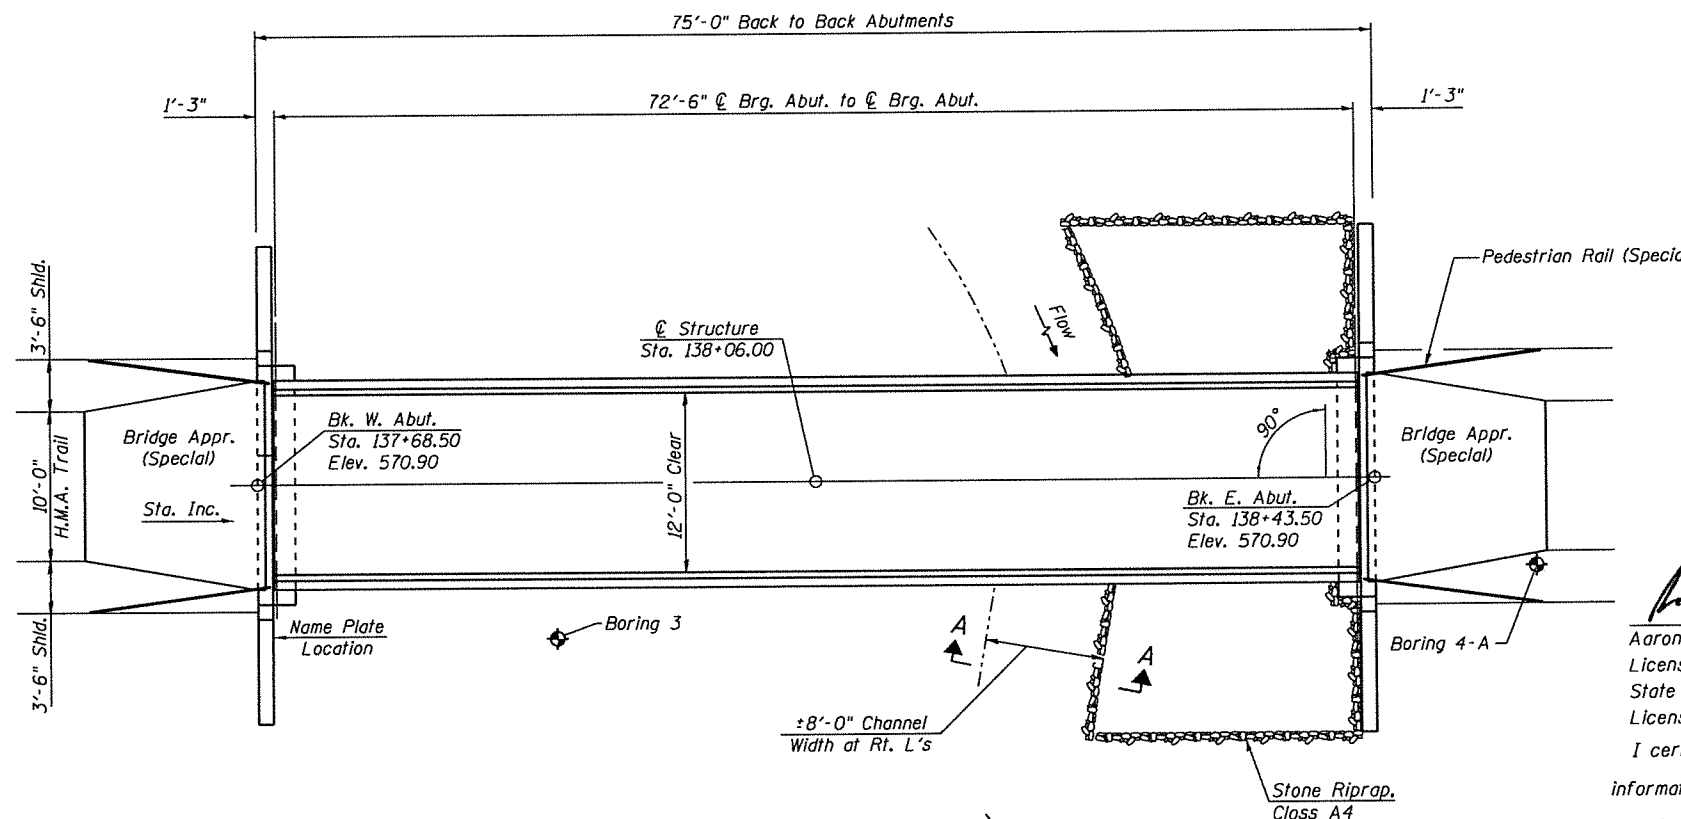 75'-0" Back to Back Abutments
1'-3"
72'-6" ℄ Brg. Abut. to ℄ Brg. Abut.
1'-3"
3'-6" Shld.
10'-0"
H.M.A. Trail
3'-6" Shld.
Bridge Appr.
(Special)
Sta. Inc.
Bk. W. Abut.
Sta. 137+68.50
Elev. 570.90
Name Plate
Location
℄ Structure
Sta. 138+06.00
12'-0" Clear
Boring 3
Flow
90°
Bk. E. Abut.
Sta. 138+43.50
Elev. 570.90
Pedestrian Rail (Specia
Bridge Appr.
(Special)
Boring 4-A
A
A
±8'-0" Channel
Width at Rt. L's
Stone Riprap,
Class A4
Aaron
Licens
State
Licens
I cer
informat